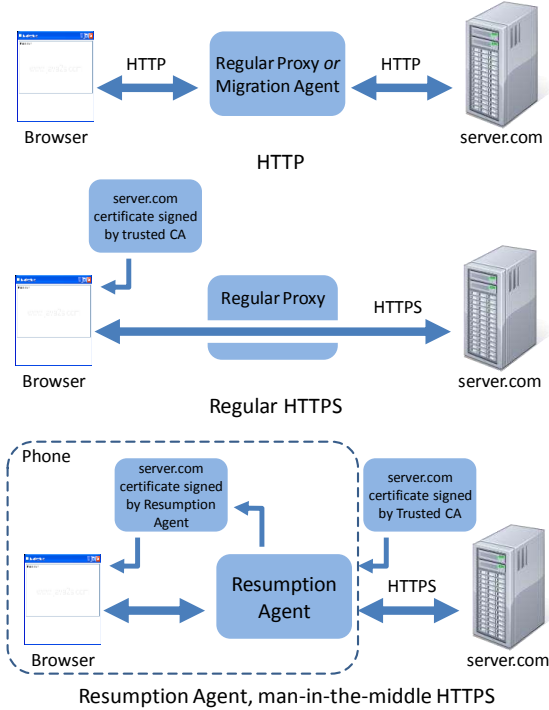 HTTP
Regular Proxy or
Migration Agent
HTTP
Browser
server.com
HTTP
server.com
certificate signed
by trusted CA
Regular Proxy
HTTPS
Browser
server.com
Regular HTTPS
Phone
server.com
certificate signed
by Resumption
Agent
server.com
certificate signed
by Trusted CA
Resumption
Agent
HTTPS
Browser
server.com
Resumption Agent, man-in-the-middle HTTPS